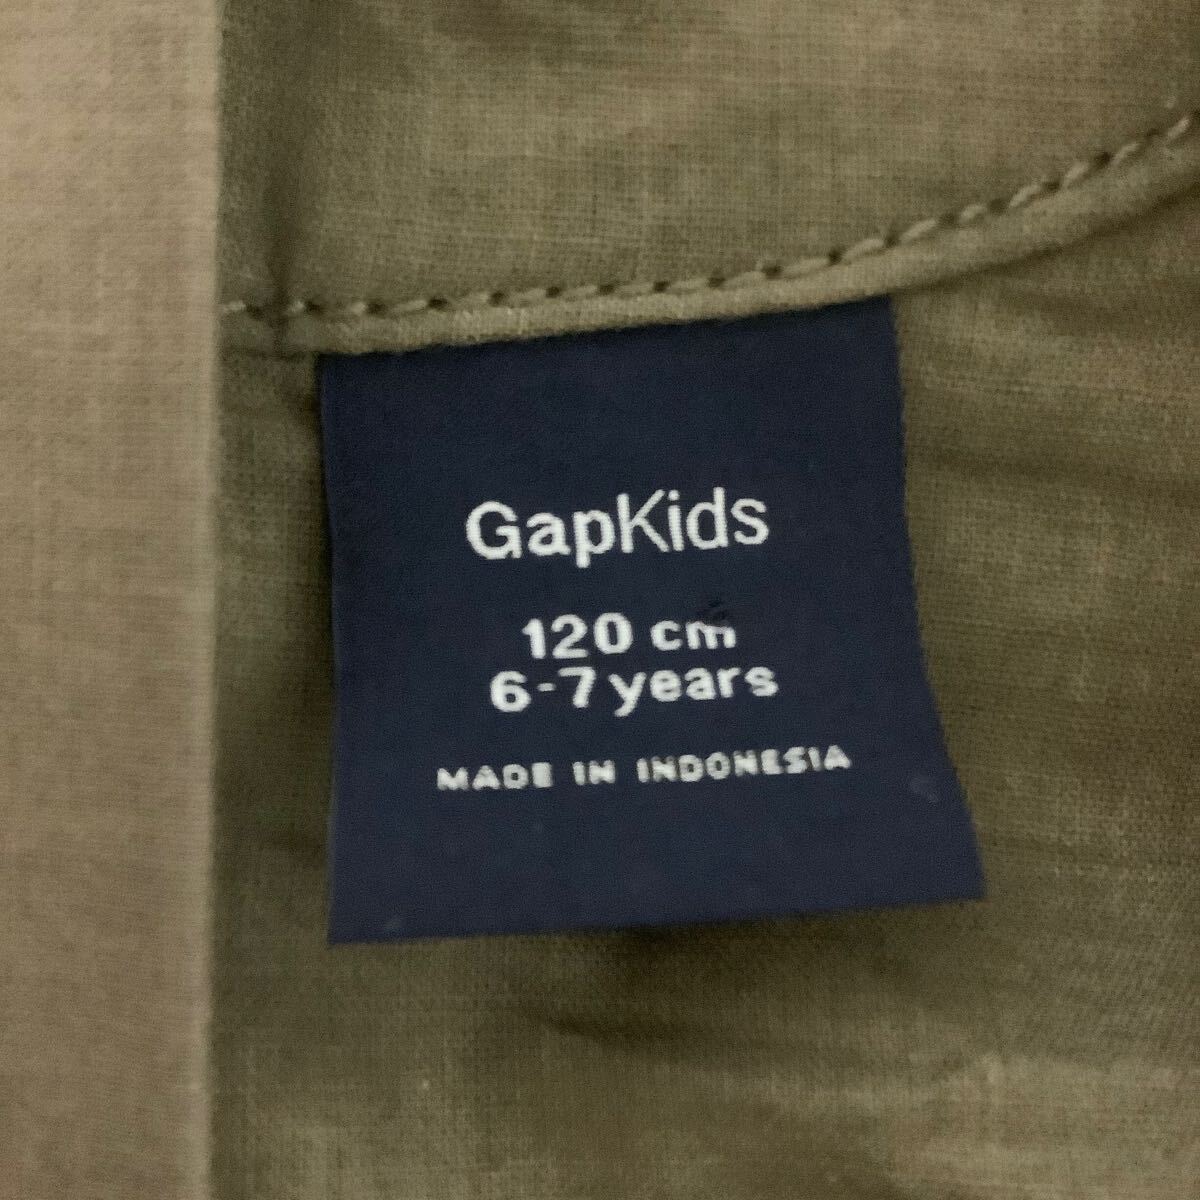 GapKids
120 cm
6-7 years
MADE IN INDONESIA